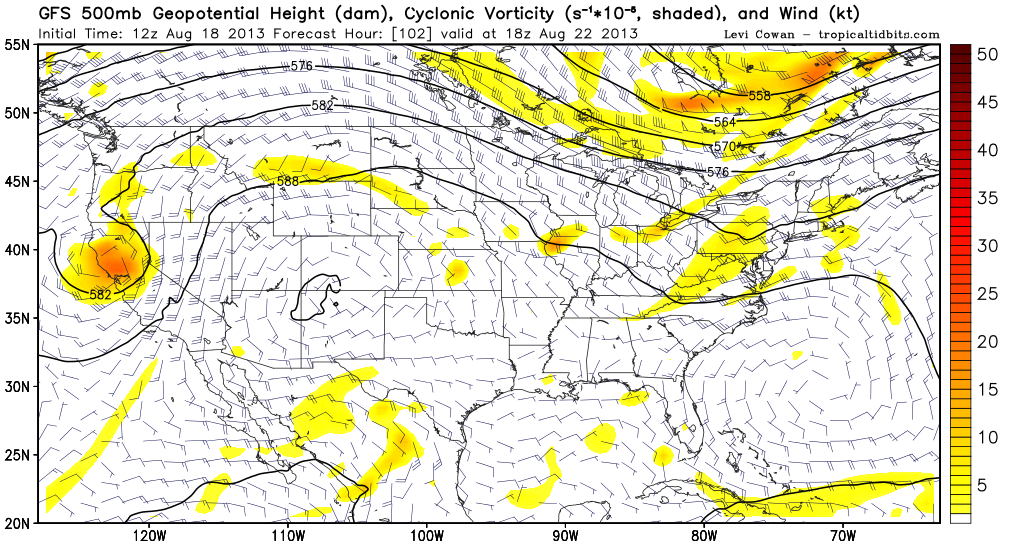 GFS 500mb Geopotential Height (dam), Cyclonic Vorticity (s⁻¹*10⁻⁵, shaded), and Wind (kt)
Initial Time: 12z Aug 18 2013 Forecast Hour: [102] valid at 18z Aug 22 2013 Levi Cowan – tropicaltidbits.com
55N
50N
45N
40N
35N
30N
25N
20N
120W 110W 100W 90W 80W 70W
576
582
588
582
558
564
570
576
50
45
40
35
30
25
20
15
10
5